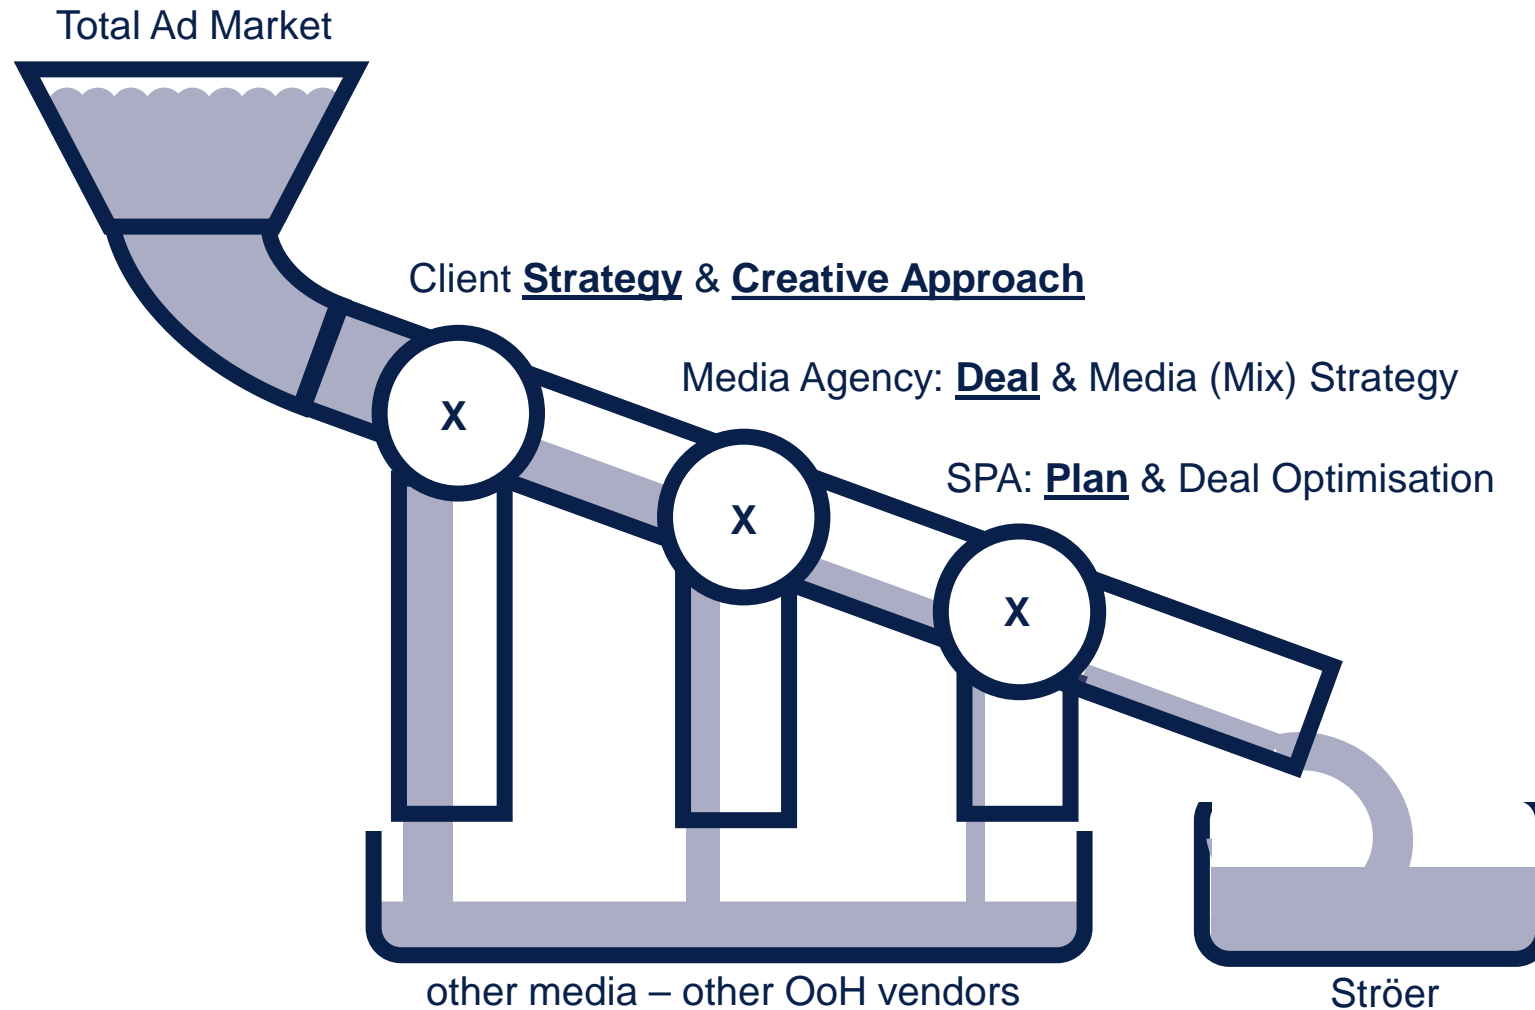 Total Ad Market
Client Strategy & Creative Approach
Media Agency: Deal & Media (Mix) Strategy
X
SPA: Plan & Deal Optimisation
X
X
other media – other OoH vendors
Ströer